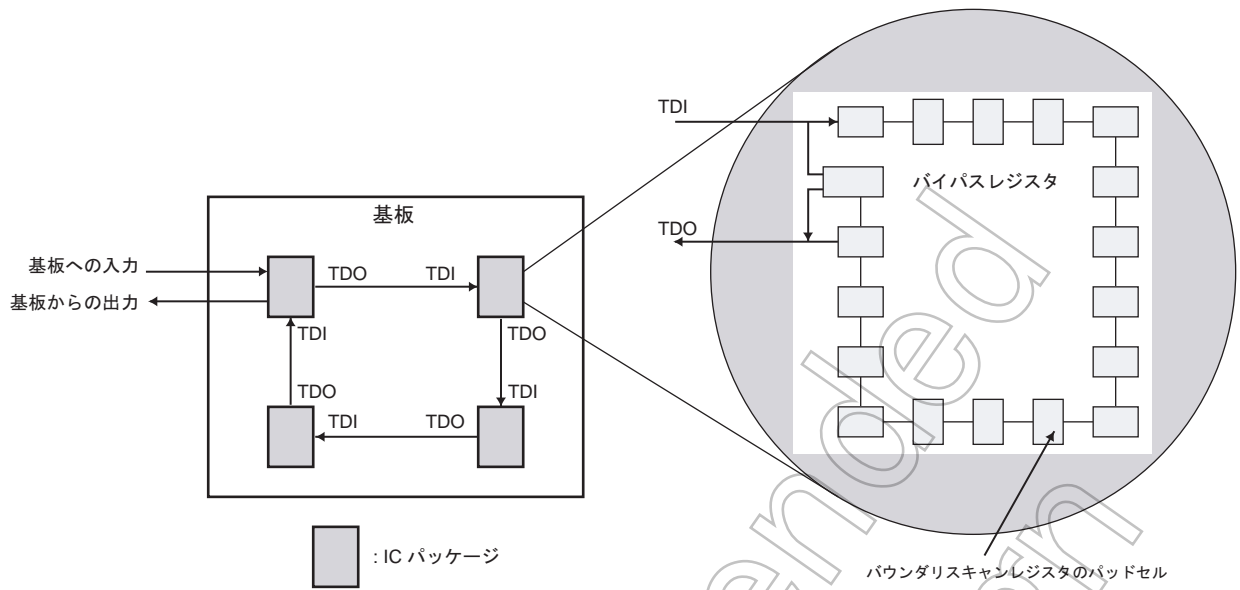 基板
基板への入力
基板からの出力
TDO
TDI
TDI
TDO
TDO
TDI
TDI
TDO
: IC パッケージ
TDI
バイパスレジスタ
TDO
バウンダリスキャンレジスタのパッドセル